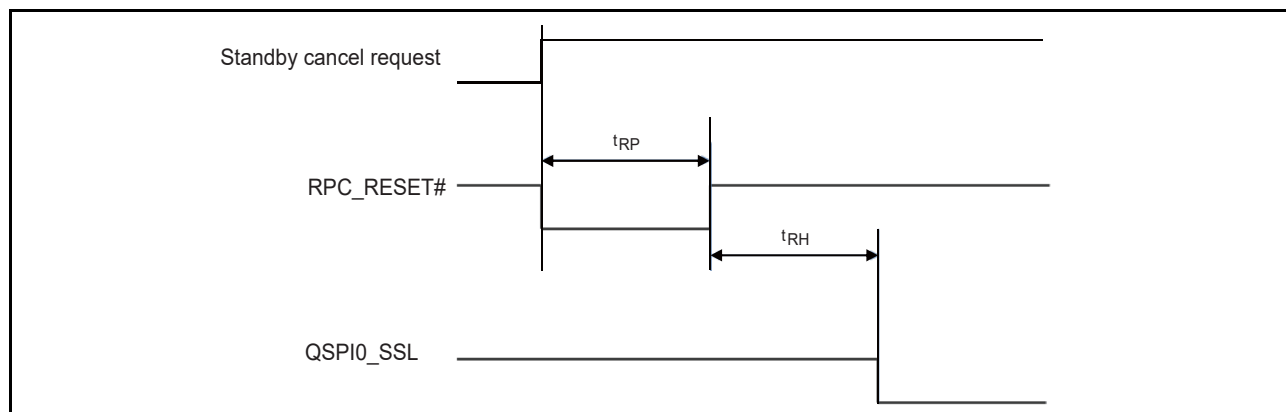 Standby cancel request
tRP
RPC_RESET#
tRH
QSPI0_SSL